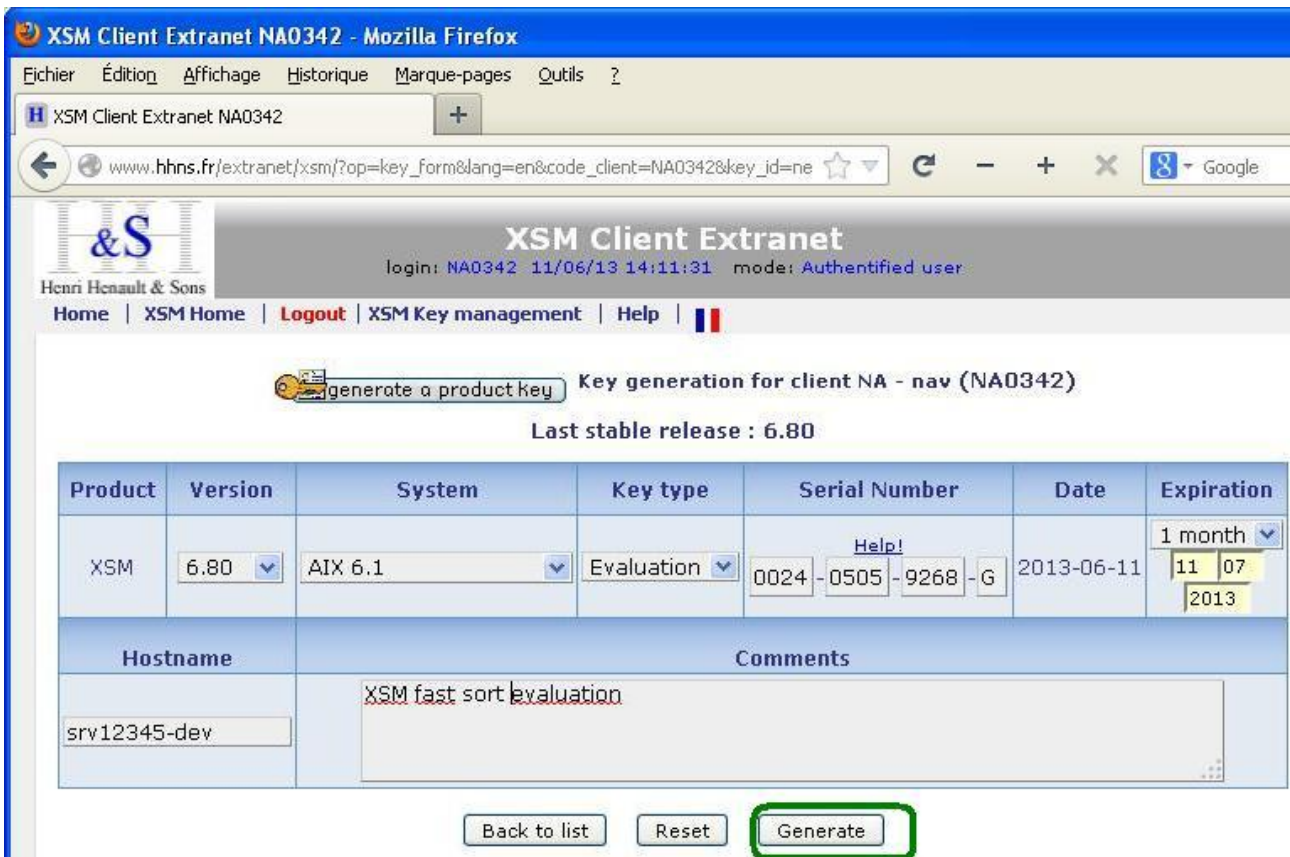 XSM Client Extranet NA0342 - Mozilla Firefox
Fichier Édition Affichage Historique Marque-pages Outils ?
H XSM Client Extranet NA0342 +
www.hhns.fr/extranet/xsm/?op=key_form&lang=en&code_client=NA0342&key_id=ne
8 Google
H&S H
Henri Henault & Sons
XSM Client Extranet
login: NA0342 11/06/13 14:11:31 mode: Authentified user
Home | XSM Home | Logout | XSM Key management | Help |
generate a product key Key generation for client NA - nav (NA0342)
Last stable release : 6.80
Product Version System Key type Serial Number Date Expiration
XSM 6.80 AIX 6.1 Evaluation Help! 0024 - 0505 - 9268 - G 2013-06-11 1 month 11 07 2013
Hostname Comments
srv12345-dev XSM fast sort evaluation
Back to list Reset Generate